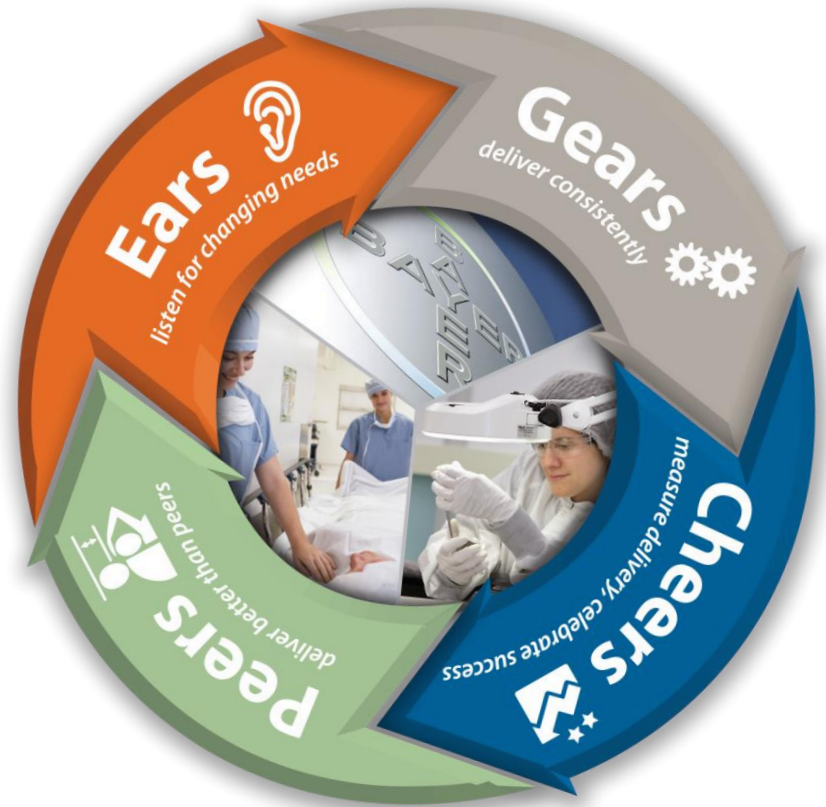 Ears
listen for changing needs
Gears
deliver consistently
Cheers
measure delivery, celebrate success
Peers
deliver better than peers
BAYER
BAYER